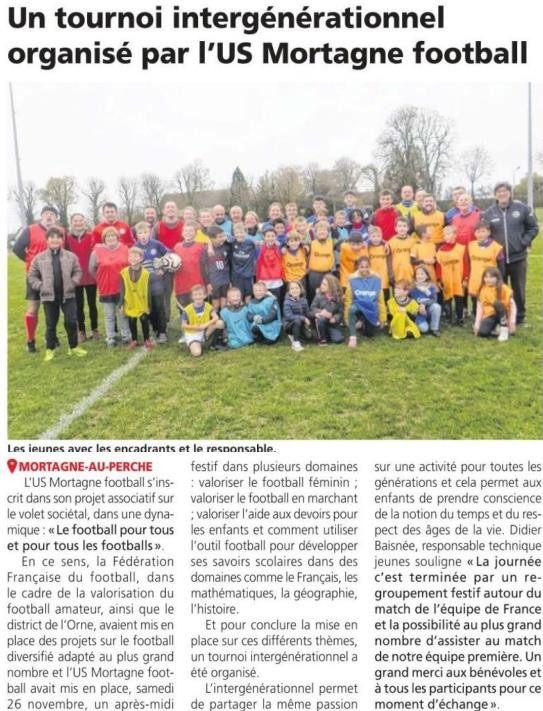 Un tournoi intergénérationnel
organisé par l'US Mortagne football
Les jeunes avec les encadrants et le responsable.
MORTAGNE-AU-PERCHE
L'US Mortagne football s'ins-
crit dans son projet associatif sur
le volet sociétal, dans une dyna-
mique : « Le football pour tous
et pour tous les footballs ».
En ce sens, la Fédération
Française du football, dans
le cadre de la valorisation du
football amateur, ainsi que le
district de l'Orne, avaient mis en
place des projets sur le football
diversifié adapté au plus grand
nombre et l'US Mortagne foot-
ball avait mis en place, samedi
26 novembre, un après-midi
festif dans plusieurs domaines
: valoriser le football féminin ;
valoriser le football en marchant
; valoriser l'aide aux devoirs pour
les enfants et comment utiliser
l'outil football pour développer
ses savoirs scolaires dans des
domaines comme le Français, les
mathématiques, la géographie,
l'histoire.
Et pour conclure la mise en
place sur ces différents thèmes,
un tournoi intergénérationnel a
été organisé.
L'intergénérationnel permet
de partager la même passion
sur une activité pour toutes les
générations et cela permet aux
enfants de prendre conscience
de la notion du temps et du res-
pect des âges de la vie. Didier
Baisnée, responsable technique
jeunes souligne « La journée
c'est terminée par un re-
groupement festif autour du
match de l'équipe de France
et la possibilité au plus grand
nombre d'assister au match
de notre équipe première. Un
grand merci aux bénévoles et
à tous les participants pour ce
moment d'échange ».